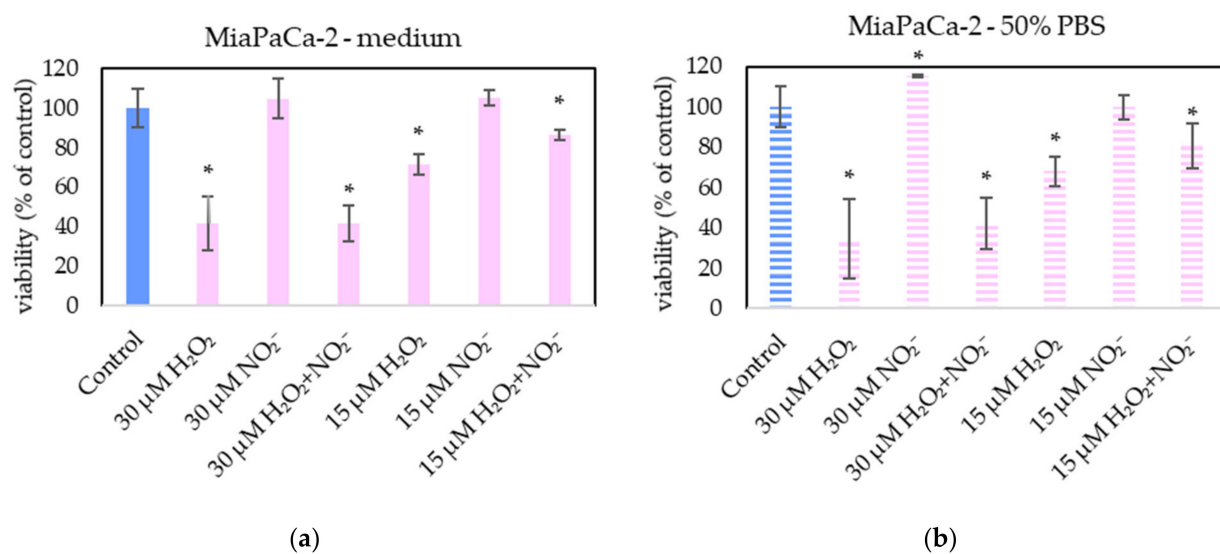 MiaPaCa-2 - medium
viability (% of control)
120
100
80
60
40
20
0
*
*
*
*
Control
30 µM H₂O₂
30 µM NO₂⁻
30 µM H₂O₂+NO₂⁻
15 µM H₂O₂
15 µM NO₂⁻
15 µM H₂O₂+NO₂⁻
(a)
MiaPaCa-2 - 50% PBS
viability (% of control)
120
100
80
60
40
20
0
*
*
*
*
*
Control
30 µM H₂O₂
30 µM NO₂⁻
30 µM H₂O₂+NO₂⁻
15 µM H₂O₂
15 µM NO₂⁻
15 µM H₂O₂+NO₂⁻
(b)